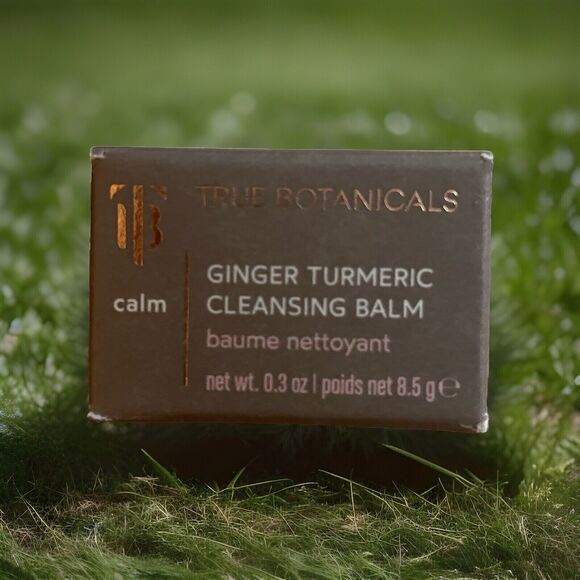 TB
TRUE BOTANICALS
calm
GINGER TURMERIC
CLEANSING BALM
baume nettoyant
net wt. 0.3 oz | poids net 8.5 g ℮